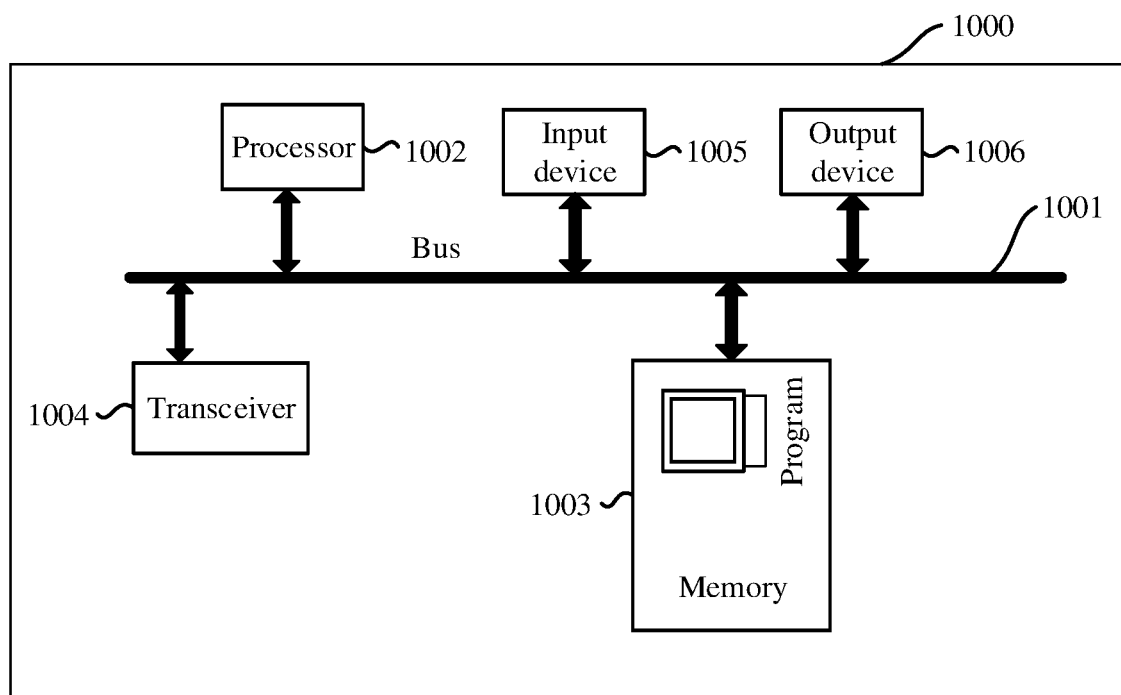 1000
Processor
1002
Input
device
1005
Output
device
1006
1001
Bus
1004
Transceiver
Program
1003
Memory